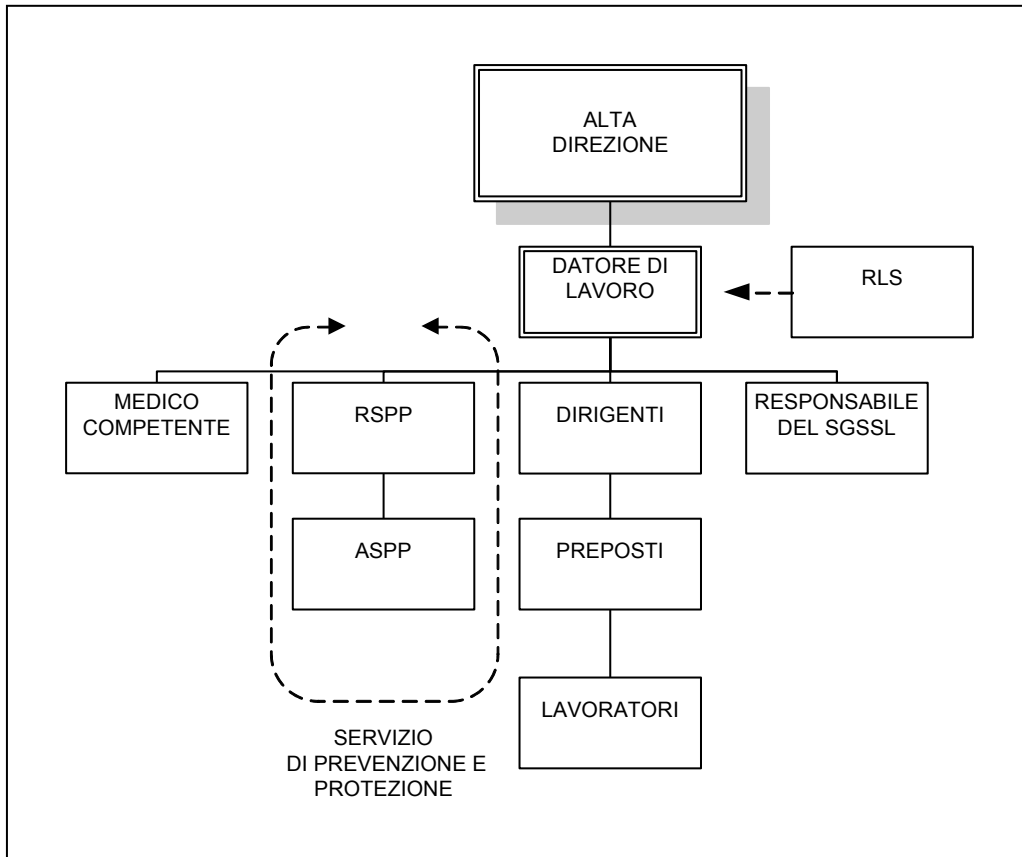 ALTA
DIREZIONE
DATORE DI
LAVORO
RLS
MEDICO
COMPETENTE
RSPP
DIRIGENTI
RESPONSABILE
DEL SGSSL
ASPP
PREPOSTI
LAVORATORI
SERVIZIO
DI PREVENZIONE E
PROTEZIONE